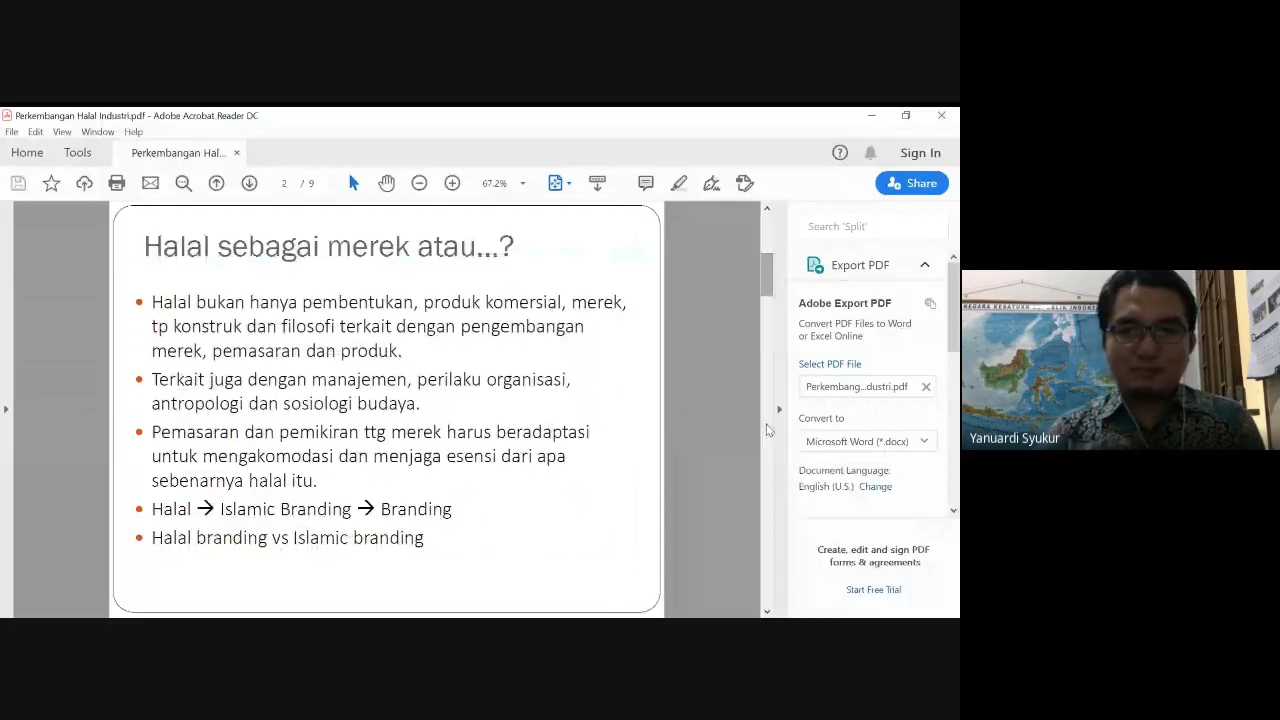 Perkembangan Halal Industri.pdf - Adobe Acrobat Reader DC
File Edit View Window Help
Home Tools Perkembangan Hal... × Sign In
2 / 9 67.2% Share
Halal sebagai merek atau...?
• Halal bukan hanya pembentukan, produk komersial, merek,
tp konstruk dan filosofi terkait dengan pengembangan
merek, pemasaran dan produk.
• Terkait juga dengan manajemen, perilaku organisasi,
antropologi dan sosiologi budaya.
• Pemasaran dan pemikiran ttg merek harus beradaptasi
untuk mengakomodasi dan menjaga esensi dari apa
sebenarnya halal itu.
• Halal → Islamic Branding → Branding
• Halal branding vs Islamic branding
Search 'Split'
Export PDF
Adobe Export PDF
Convert PDF Files to Word
or Excel Online
Select PDF File
Perkembang...dustri.pdf
Convert to
Microsoft Word (*.docx)
Document Language:
English (U.S.) Change
Create, edit and sign PDF
forms & agreements
Start Free Trial
Yanuardi Syukur